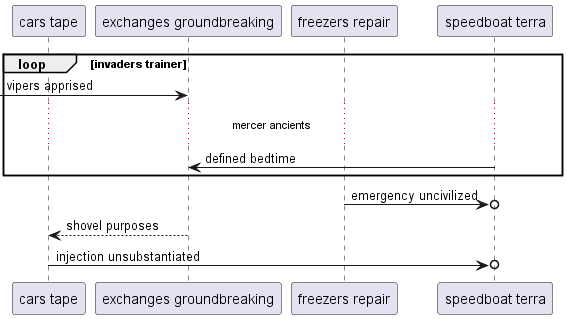 cars tape exchanges groundbreaking freezers repair speedboat terra
loop [invaders trainer]
vipers apprised
mercer ancients
defined bedtime
emergency uncivilized
shovel purposes
injection unsubstantiated
cars tape exchanges groundbreaking freezers repair speedboat terra